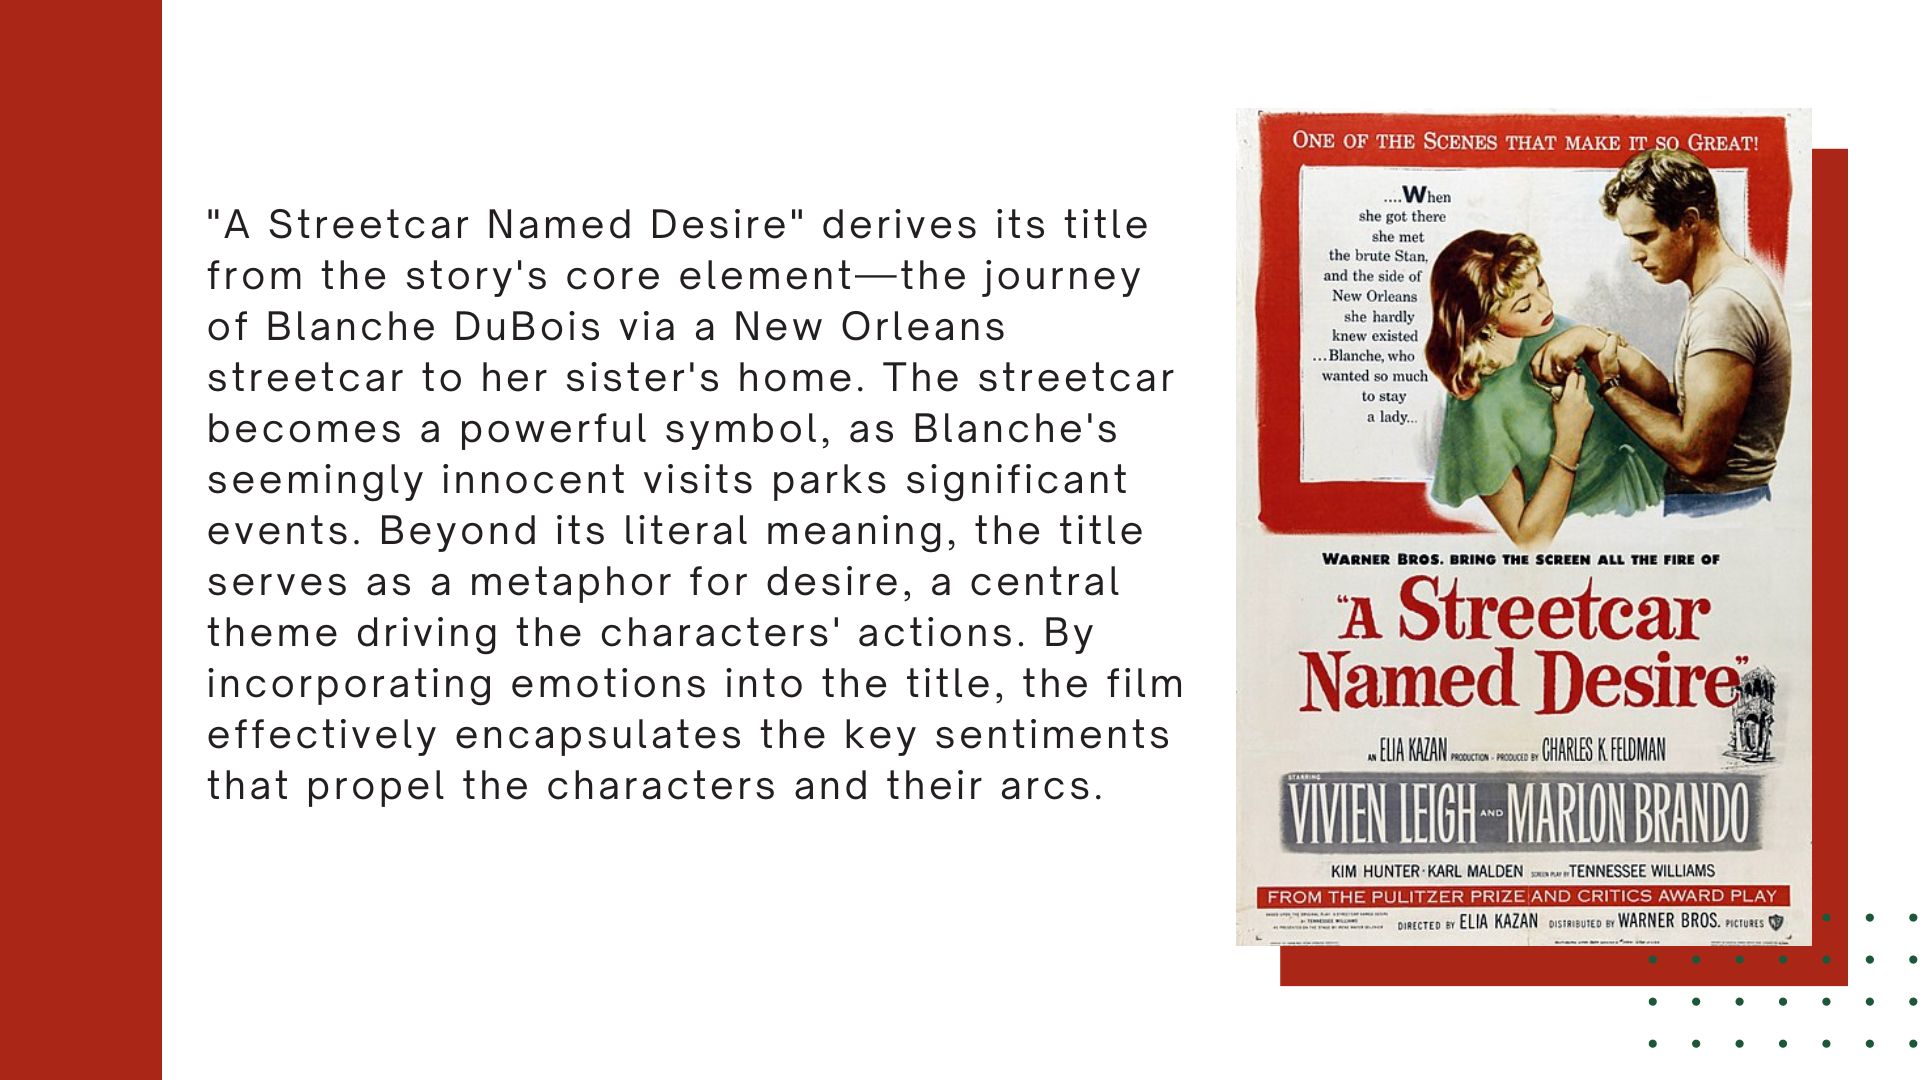 "A Streetcar Named Desire" derives its title
from the story's core element—the journey
of Blanche DuBois via a New Orleans
streetcar to her sister's home. The streetcar
becomes a powerful symbol, as Blanche's
seemingly innocent visits parks significant
events. Beyond its literal meaning, the title
serves as a metaphor for desire, a central
theme driving the characters' actions. By
incorporating emotions into the title, the film
effectively encapsulates the key sentiments
that propel the characters and their arcs.
ONE OF THE SCENES THAT MAKE IT SO GREAT!
....When
she got there
she met
the brute Stan,
and the side of
New Orleans
she hardly
knew existed
...Blanche, who
wanted so much
to stay
a lady...
WARNER BROS. BRING THE SCREEN ALL THE FIRE OF
"A Streetcar
Named Desire"
AN ELIA KAZAN PRODUCTION - PRODUCED BY CHARLES K. FELDMAN
STARRING
VIVIEN LEIGH AND MARLON BRANDO
KIM HUNTER · KARL MALDEN SCREEN PLAY BY TENNESSEE WILLIAMS
FROM THE PULITZER PRIZE AND CRITICS AWARD PLAY
DIRECTED BY ELIA KAZAN DISTRIBUTED BY WARNER BROS. PICTURES